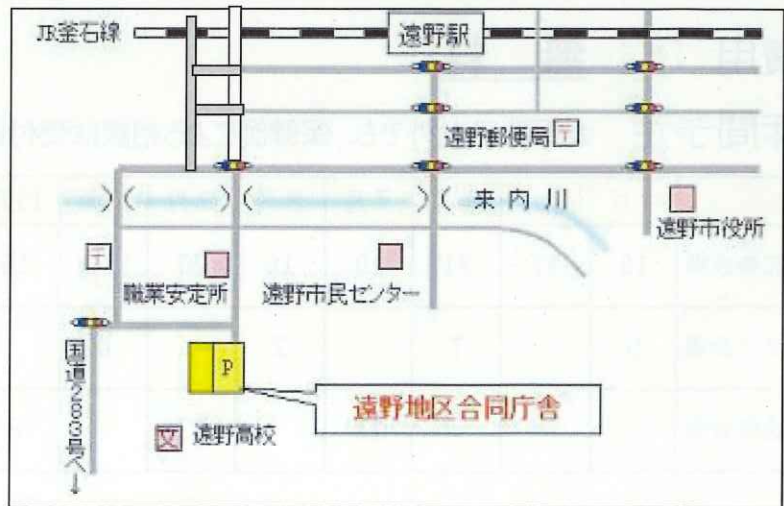 JR釜石線
遠野駅
遠野郵便局
〒
来内川
遠野市役所
〒
職業安定所
遠野市民センター
国道283号へ↓
P
遠野地区合同庁舎
文
遠野高校